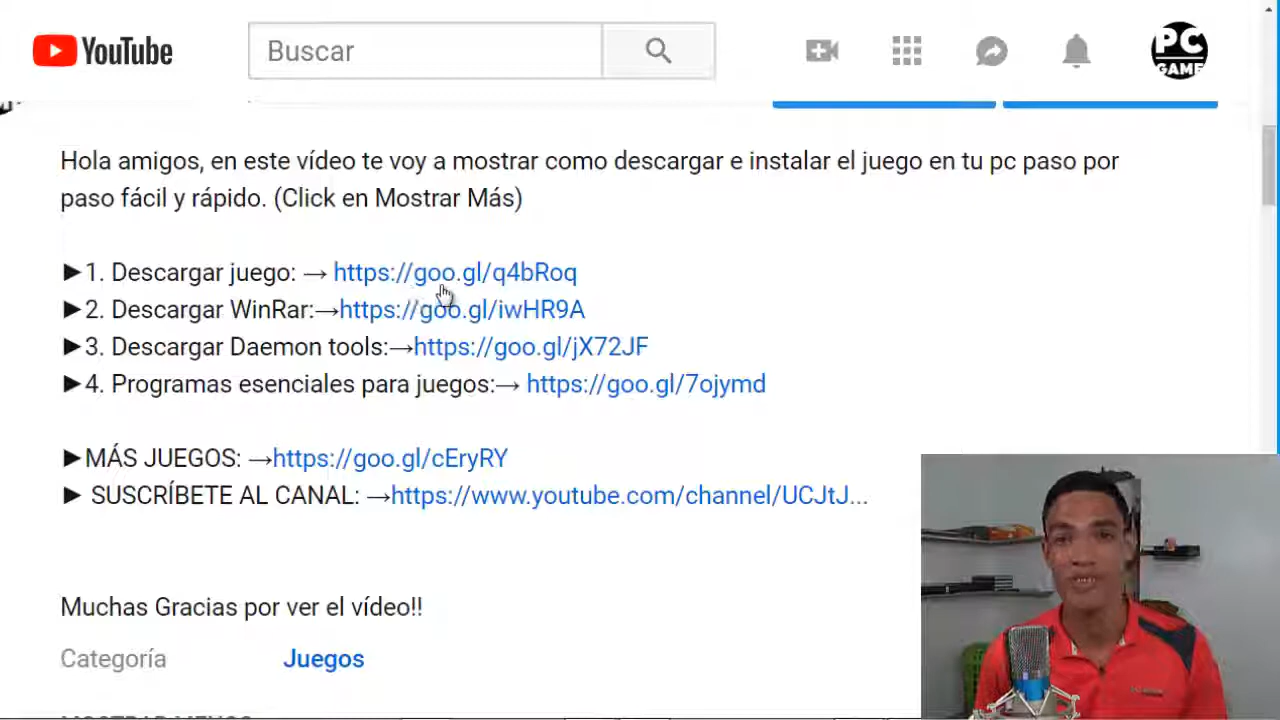 YouTube
Buscar
PC
GAME
Hola amigos, en este vídeo te voy a mostrar como descargar e instalar el juego en tu pc paso por
paso fácil y rápido. (Click en Mostrar Más)
►1. Descargar juego: → https://goo.gl/q4bRoq
►2. Descargar WinRar:→https://goo.gl/iwHR9A
►3. Descargar Daemon tools:→https://goo.gl/jX72JF
►4. Programas esenciales para juegos:→ https://goo.gl/7ojymd
►MÁS JUEGOS: →https://goo.gl/cEryRY
► SUSCRÍBETE AL CANAL: →https://www.youtube.com/channel/UCJtJ...
Muchas Gracias por ver el vídeo!!
Categoría
Juegos
MOSTRAR MENOS